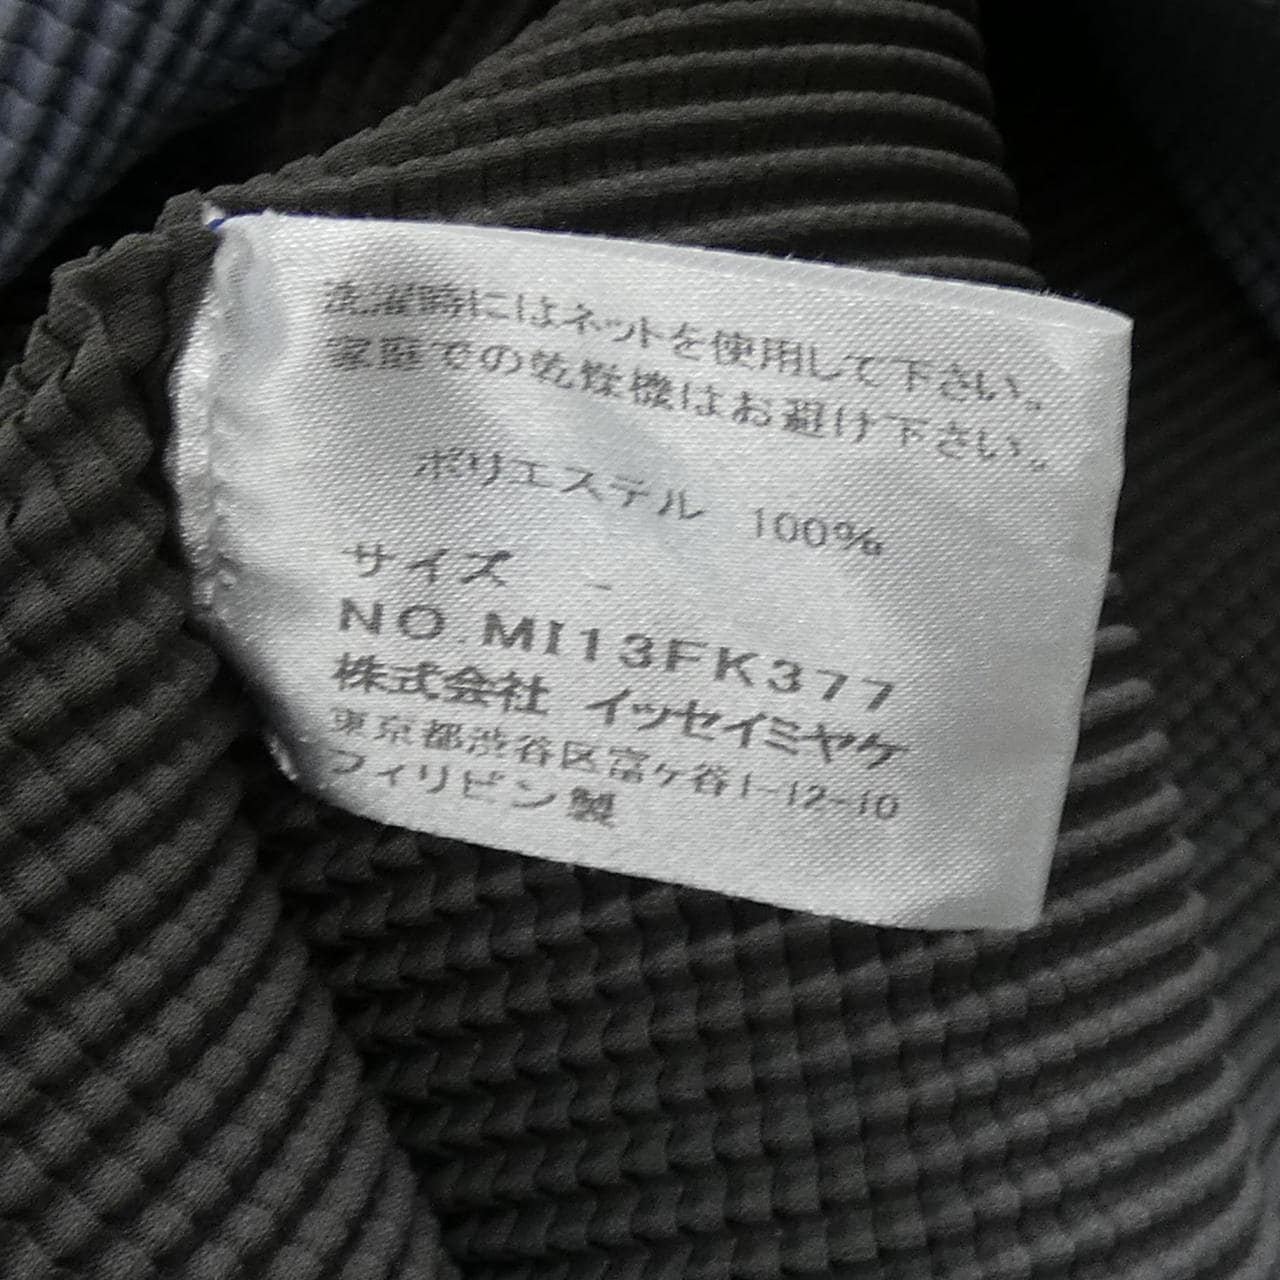 洗濯時にはネットを使用して下さい。
家庭での乾燥機はお避け下さい。
ポリエステル 100%
サイズ -
NO.MI13FK377
株式会社 イッセイミヤケ
東京都渋谷区富ヶ谷1-12-10
フィリピン製